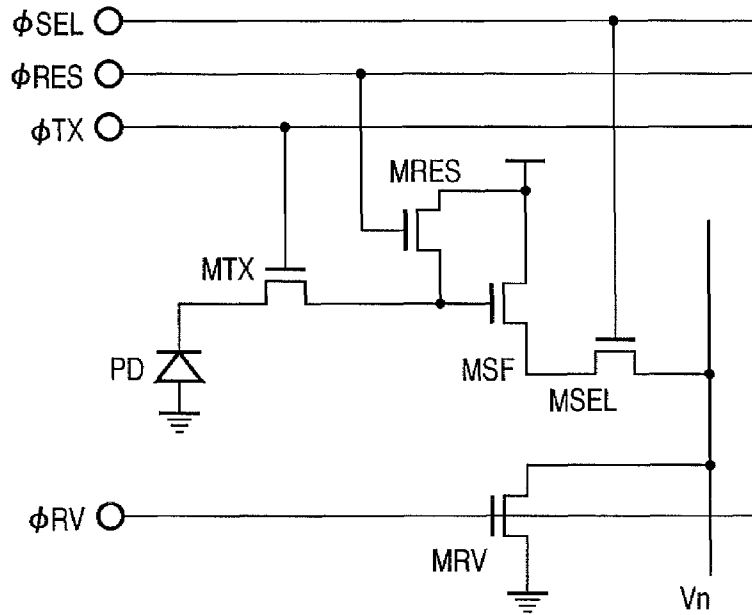 ϕSEL
ϕRES
ϕTX
MRES
MTX
PD
MSF
MSEL
ϕRV
MRV
Vn